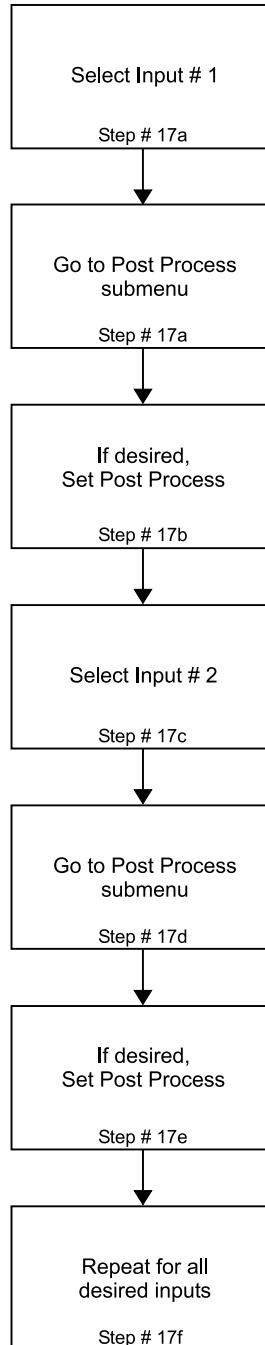 Select Input # 1
Step # 17a
Go to Post Process
submenu
Step # 17a
If desired,
Set Post Process
Step # 17b
Select Input # 2
Step # 17c
Go to Post Process
submenu
Step # 17d
If desired,
Set Post Process
Step # 17e
Repeat for all
desired inputs
Step # 17f